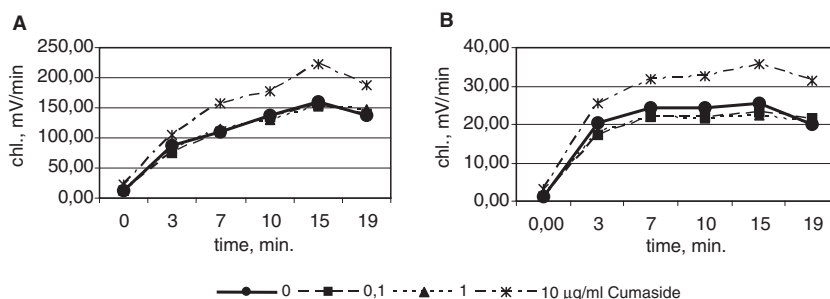 A
250,00
200,00
150,00
100,00
50,00
0,00
chl., mV/min
0 3 7 10 15 19
time, min.
B
40,00
30,00
20,00
10,00
0,00
chl., mV/min
0,00 3 7 10 15 19
time, min.
0 0,1 1 10 μg/ml Cumaside